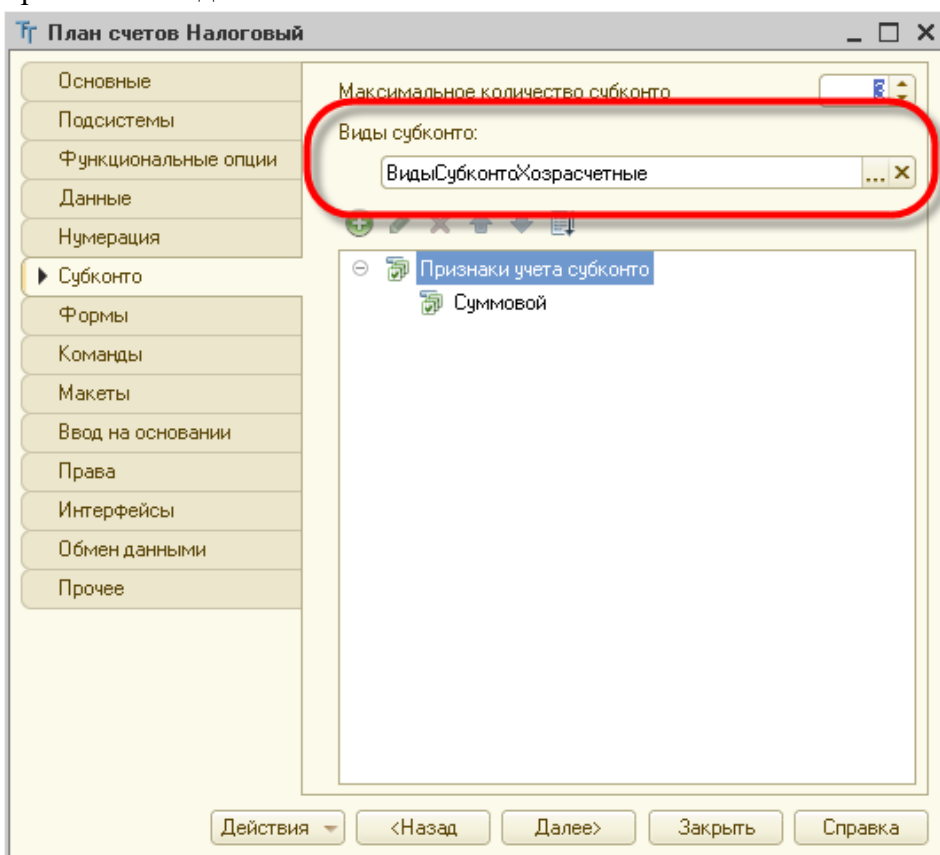 План счетов Налоговый
Основные
Подсистемы
Функциональные опции
Данные
Нумерация
Субконто
Формы
Команды
Макеты
Ввод на основании
Права
Интерфейсы
Обмен данными
Прочее
Максимальное количество субконто 3
Виды субконто:
ВидыСубконтоХозрасчетные ...
Признаки учета субконто
Суммовой
Действия <Назад Далее> Закрыть Справка